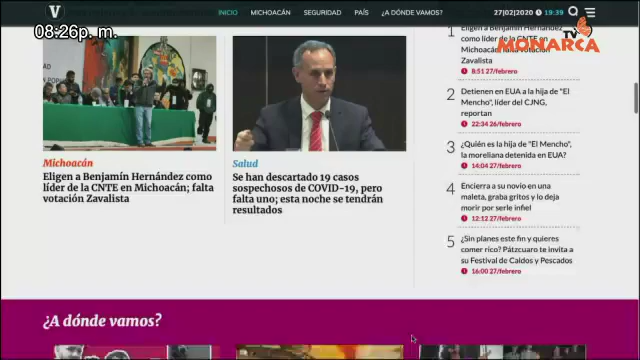 08:26p. m.
V
INICIO MICHOACÁN SEGURIDAD PAÍS ¿A DÓNDE VAMOS? 27/02/2020 19:39
TV
MONARCA
Michoacán
Eligen a Benjamín Hernández como
líder de la CNTE en Michoacán; falta
votación Zavalista
Salud
Se han descartado 19 casos
sospechosos de COVID-19, pero
falta uno; esta noche se tendrán
resultados
1 Eligen a Benjamín Hernández
como líder de la CNTE en
Michoacán; falta votación
Zavalista
8:51 27/febrero
2 Detienen en EUA a la hija de "El
Mencho", líder del CJNG,
reportan
22:34 26/febrero
3 ¿Quién es la hija de "El Mencho",
la moreliana detenida en EUA?
14:04 27/febrero
4 Encierra a su novio en una
maleta, graba gritos y lo deja
morir por serle infiel
12:12 27/febrero
5 ¿Sin planes este fin y quieres
comer rico? Pátzcuaro te invita a
su Festival de Caldos y Pescados
16:00 27/febrero
¿A dónde vamos?